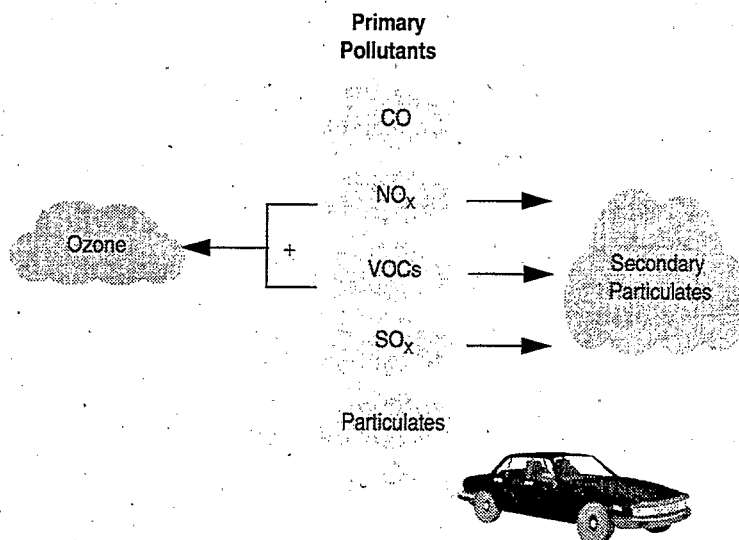 Primary
Pollutants
CO
NOx
Ozone
+
VOCs
Secondary
Particulates
SOx
Particulates